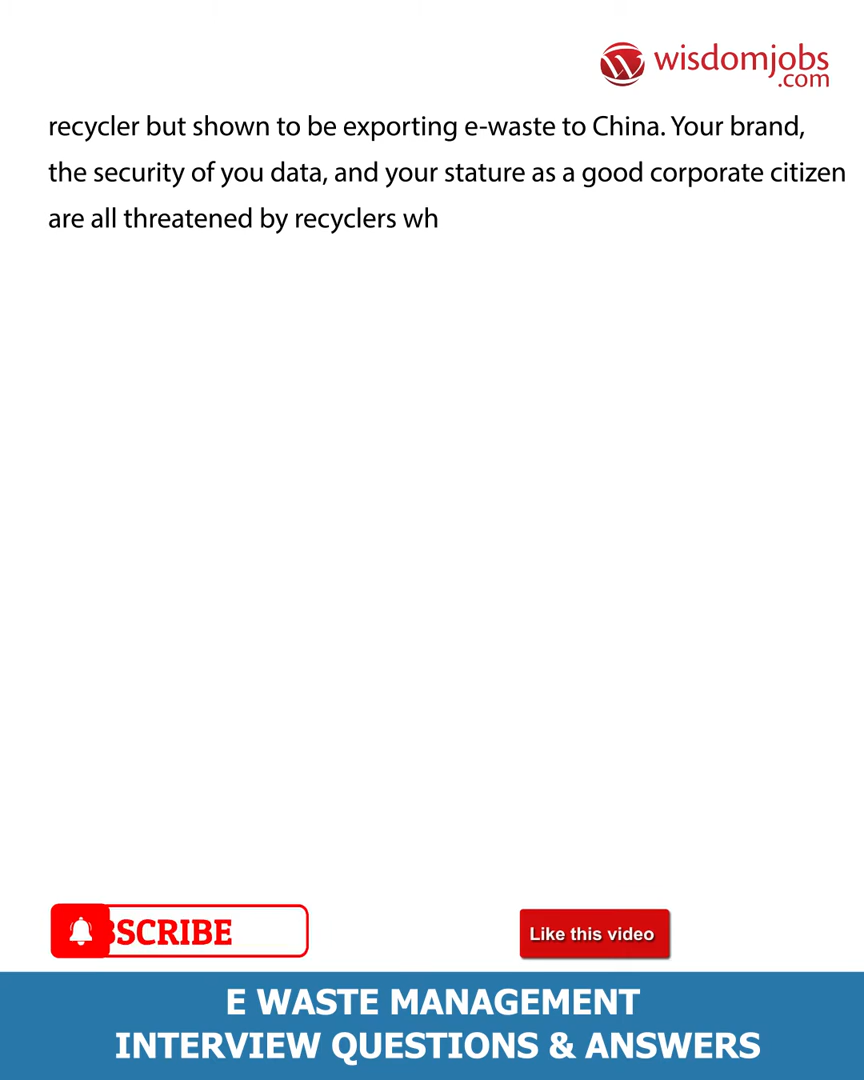 wisdomjobs
.com
recycler but shown to be exporting e-waste to China. Your brand,
the security of you data, and your stature as a good corporate citizen
are all threatened by recyclers wh
SCRIBE
Like this video
E WASTE MANAGEMENT
INTERVIEW QUESTIONS & ANSWERS